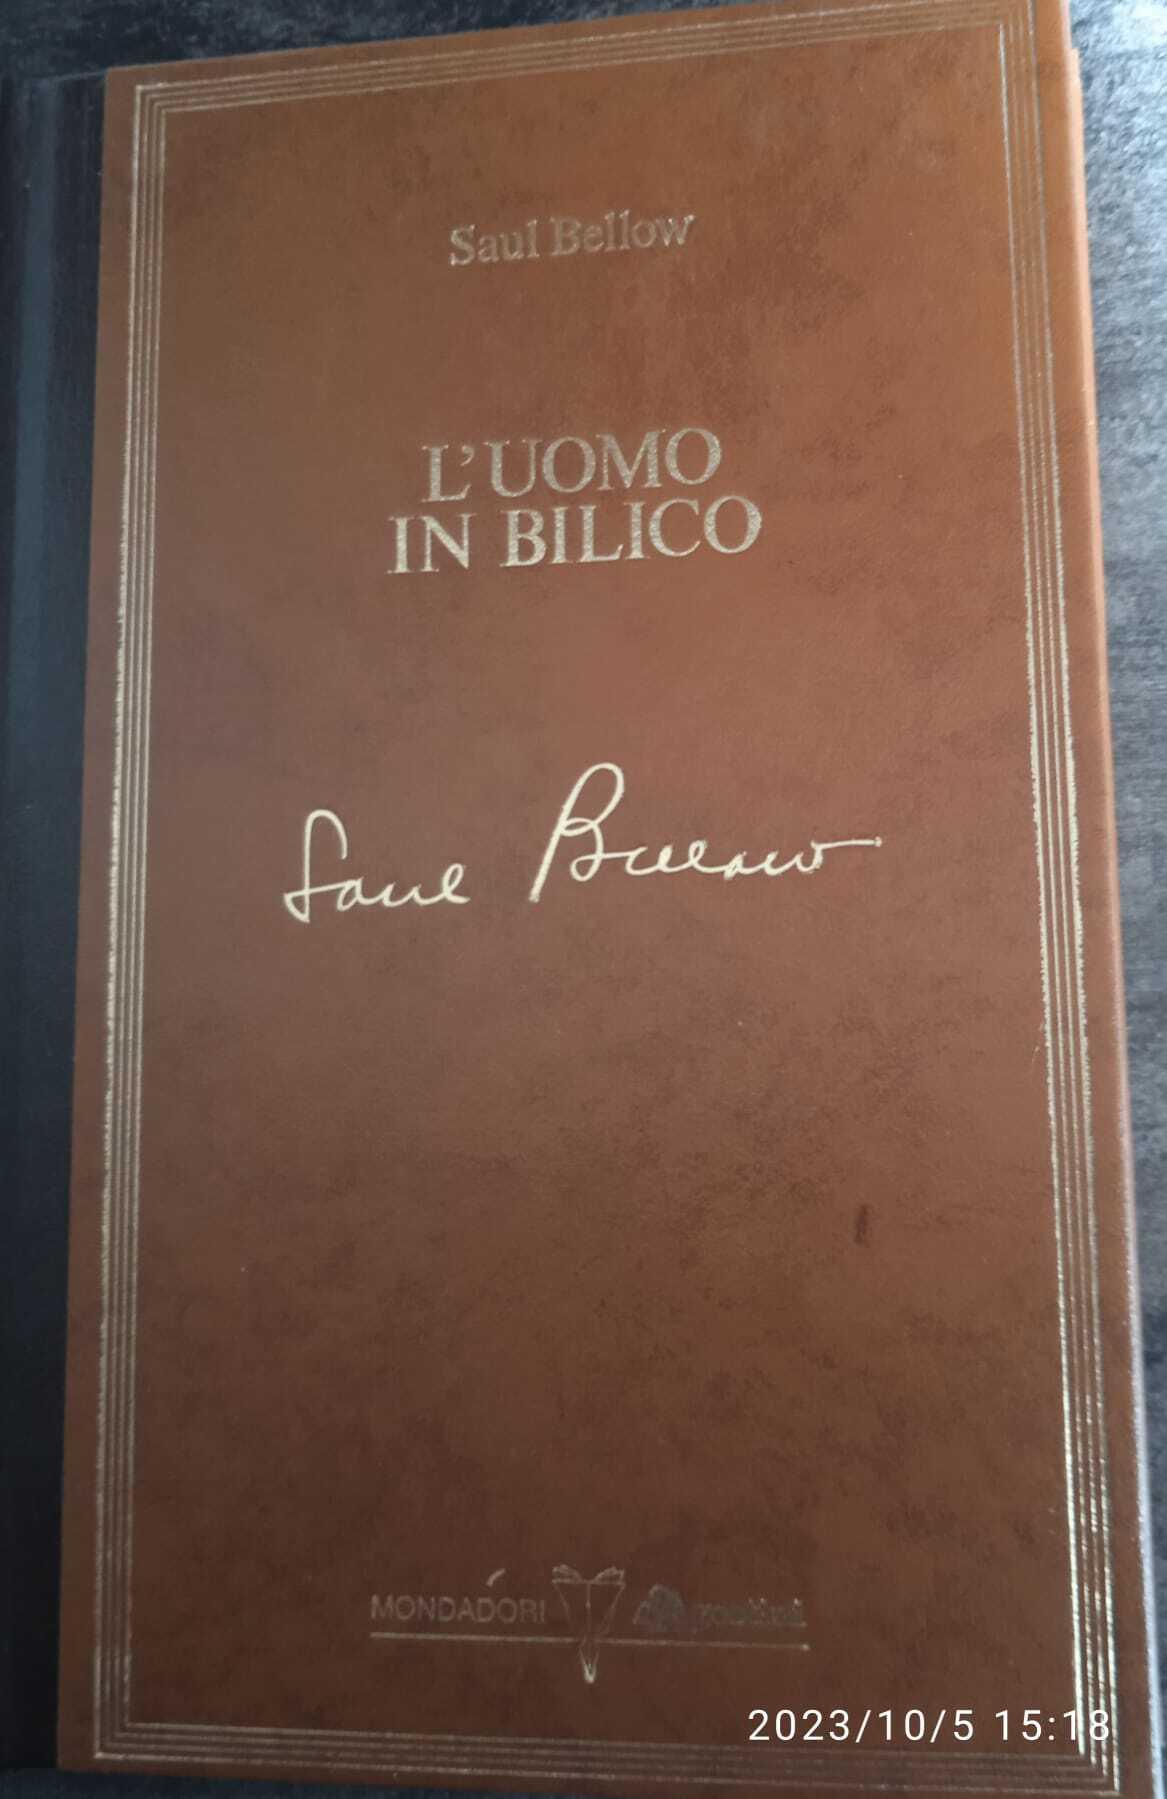 Saul Bellow
L'UOMO
IN BILICO
Saul Bellow
MONDADORI
2023/10/5 15:18